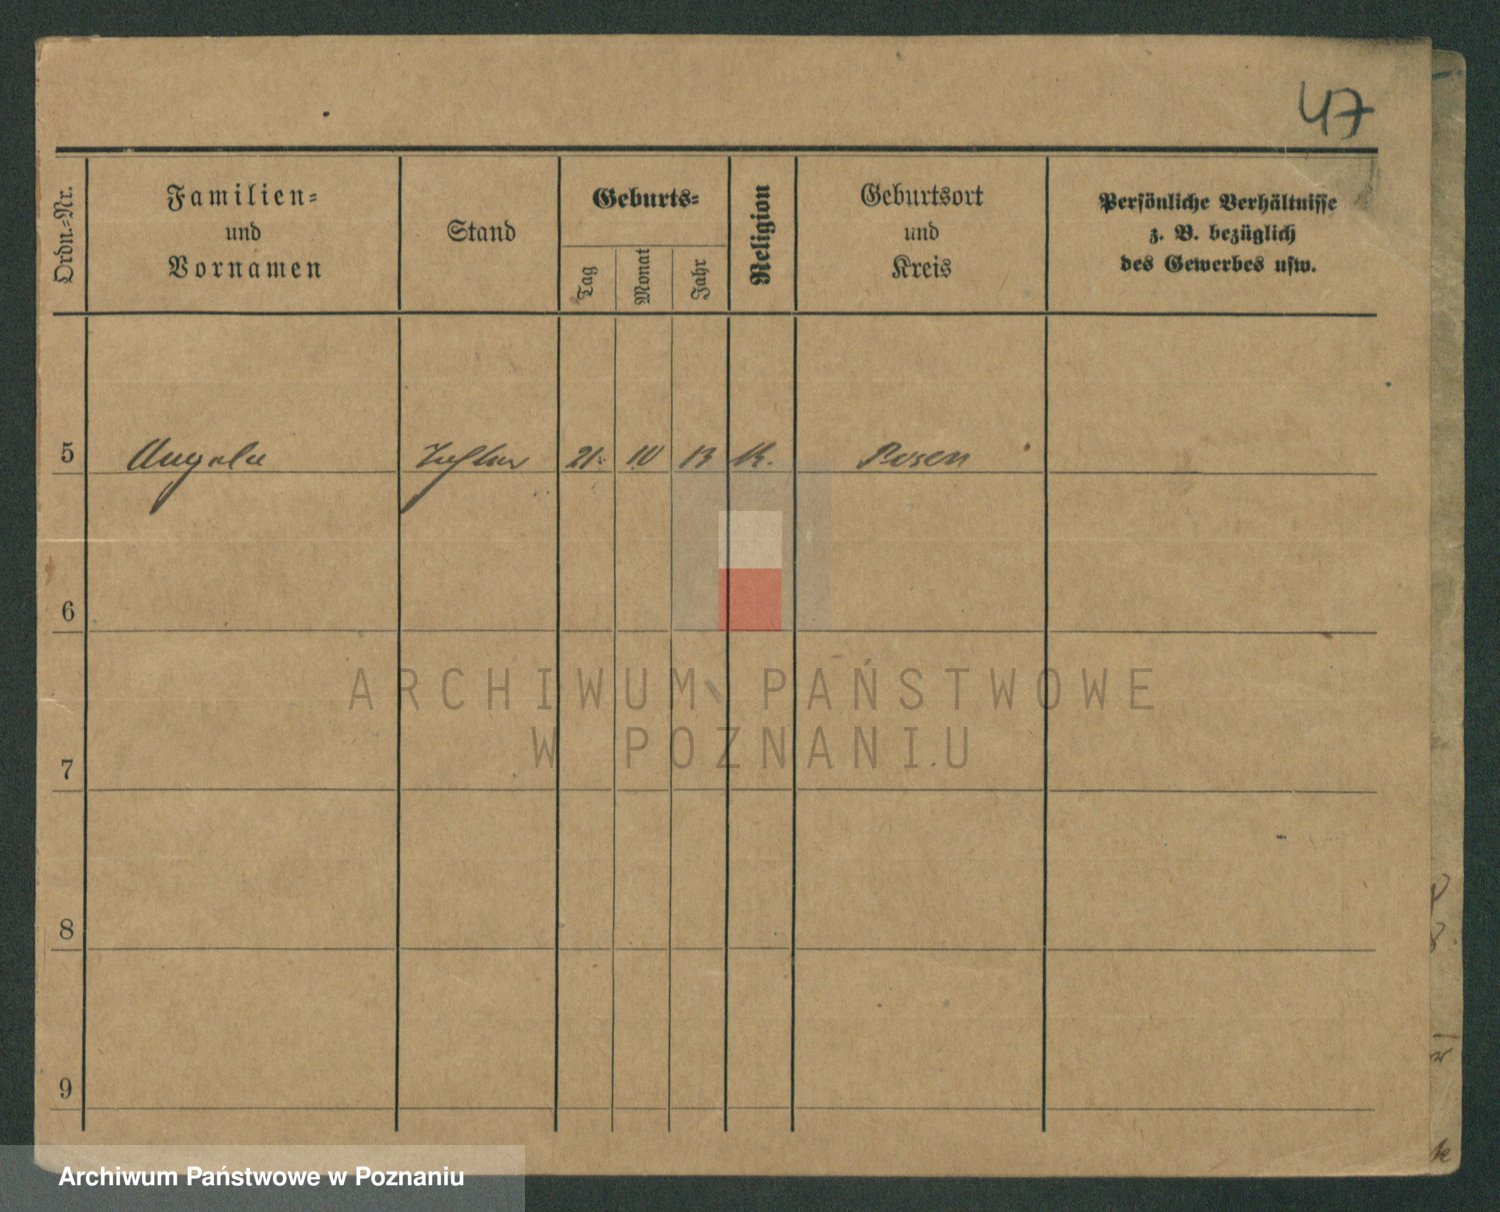 47
Ordn.-Nr.
Familien-
und
Vornamen
Stand
Geburts-
Tag
Monat
Jahr
Religion
Geburtsort
und
Kreis
Persönliche Verhältnisse
z. B. bezüglich
des Gewerbes usw.
5 Angela Tochter 21. 10 13 K. Posen
6
7
8
9
ARCHIWUM PAŃSTWOWE
W POZNANIU
Archiwum Państwowe w Poznaniu